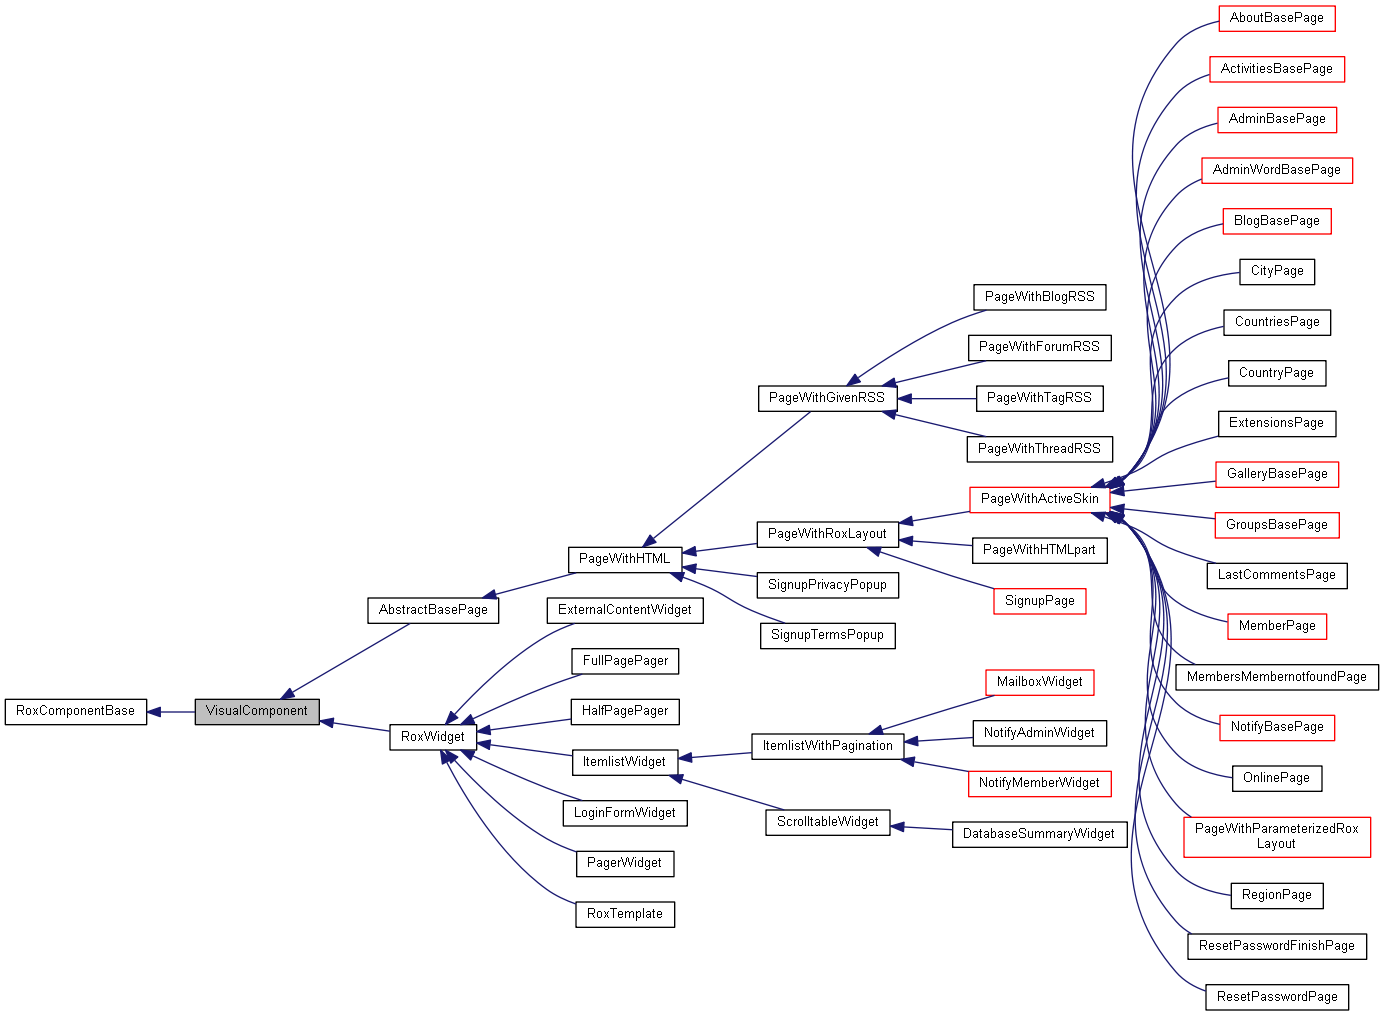 AboutBasePage
ActivitiesBasePage
AdminBasePage
AdminWordBasePage
BlogBasePage
CityPage
PageWithBlogRSS
CountriesPage
PageWithForumRSS
CountryPage
PageWithGivenRSS
PageWithTagRSS
ExtensionsPage
PageWithThreadRSS
GalleryBasePage
PageWithActiveSkin
GroupsBasePage
PageWithRoxLayout
PageWithHTMLpart
PageWithHTML
LastCommentsPage
SignupPrivacyPopup
SignupPage
AbstractBasePage
ExternalContentWidget
MemberPage
SignupTermsPopup
FullPagePager
MembersMembernotfoundPage
MailboxWidget
RoxComponentBase
VisualComponent
HalfPagePager
NotifyBasePage
RoxWidget
NotifyAdminWidget
ItemlistWithPagination
ItemlistWidget
OnlinePage
NotifyMemberWidget
LoginFormWidget
ScrolltableWidget
PageWithParameterizedRox
Layout
DatabaseSummaryWidget
PagerWidget
RegionPage
RoxTemplate
ResetPasswordFinishPage
ResetPasswordPage